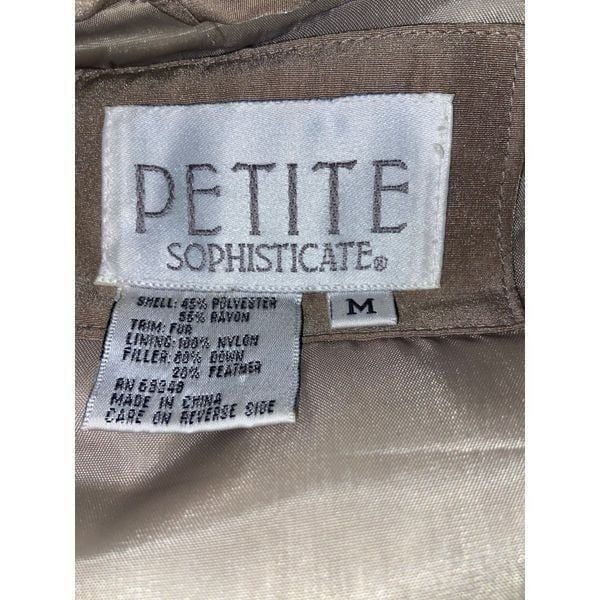 PETITE
SOPHISTICATE®
M
SHELL: 45% POLYESTER
55% RAYON
TRIM: FUR
LINING: 100% NYLON
FILLER: 80% DOWN
20% FEATHER
RN 69249
MADE IN CHINA
CARE ON REVERSE SIDE